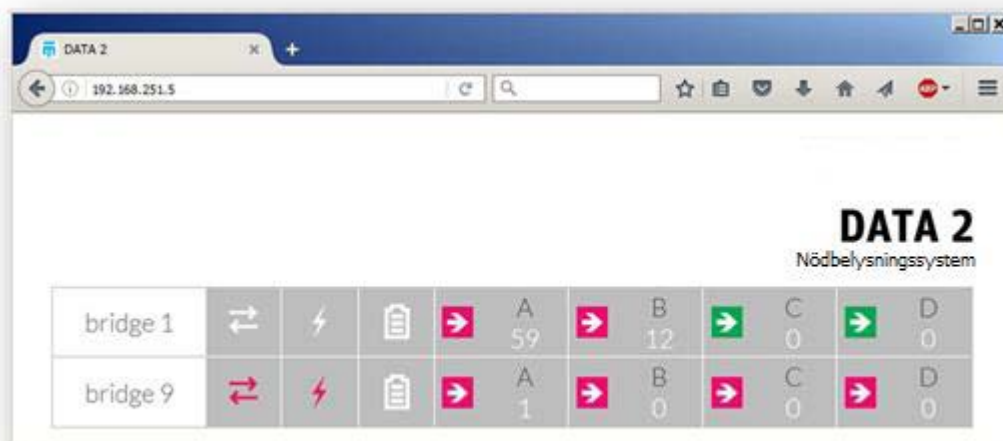 DATA 2
192.168.251.5
DATA 2
Nödbelysningssystem
bridge 1 A 59 B 12 C 0 D 0
bridge 9 A 1 B 0 C 0 D 0